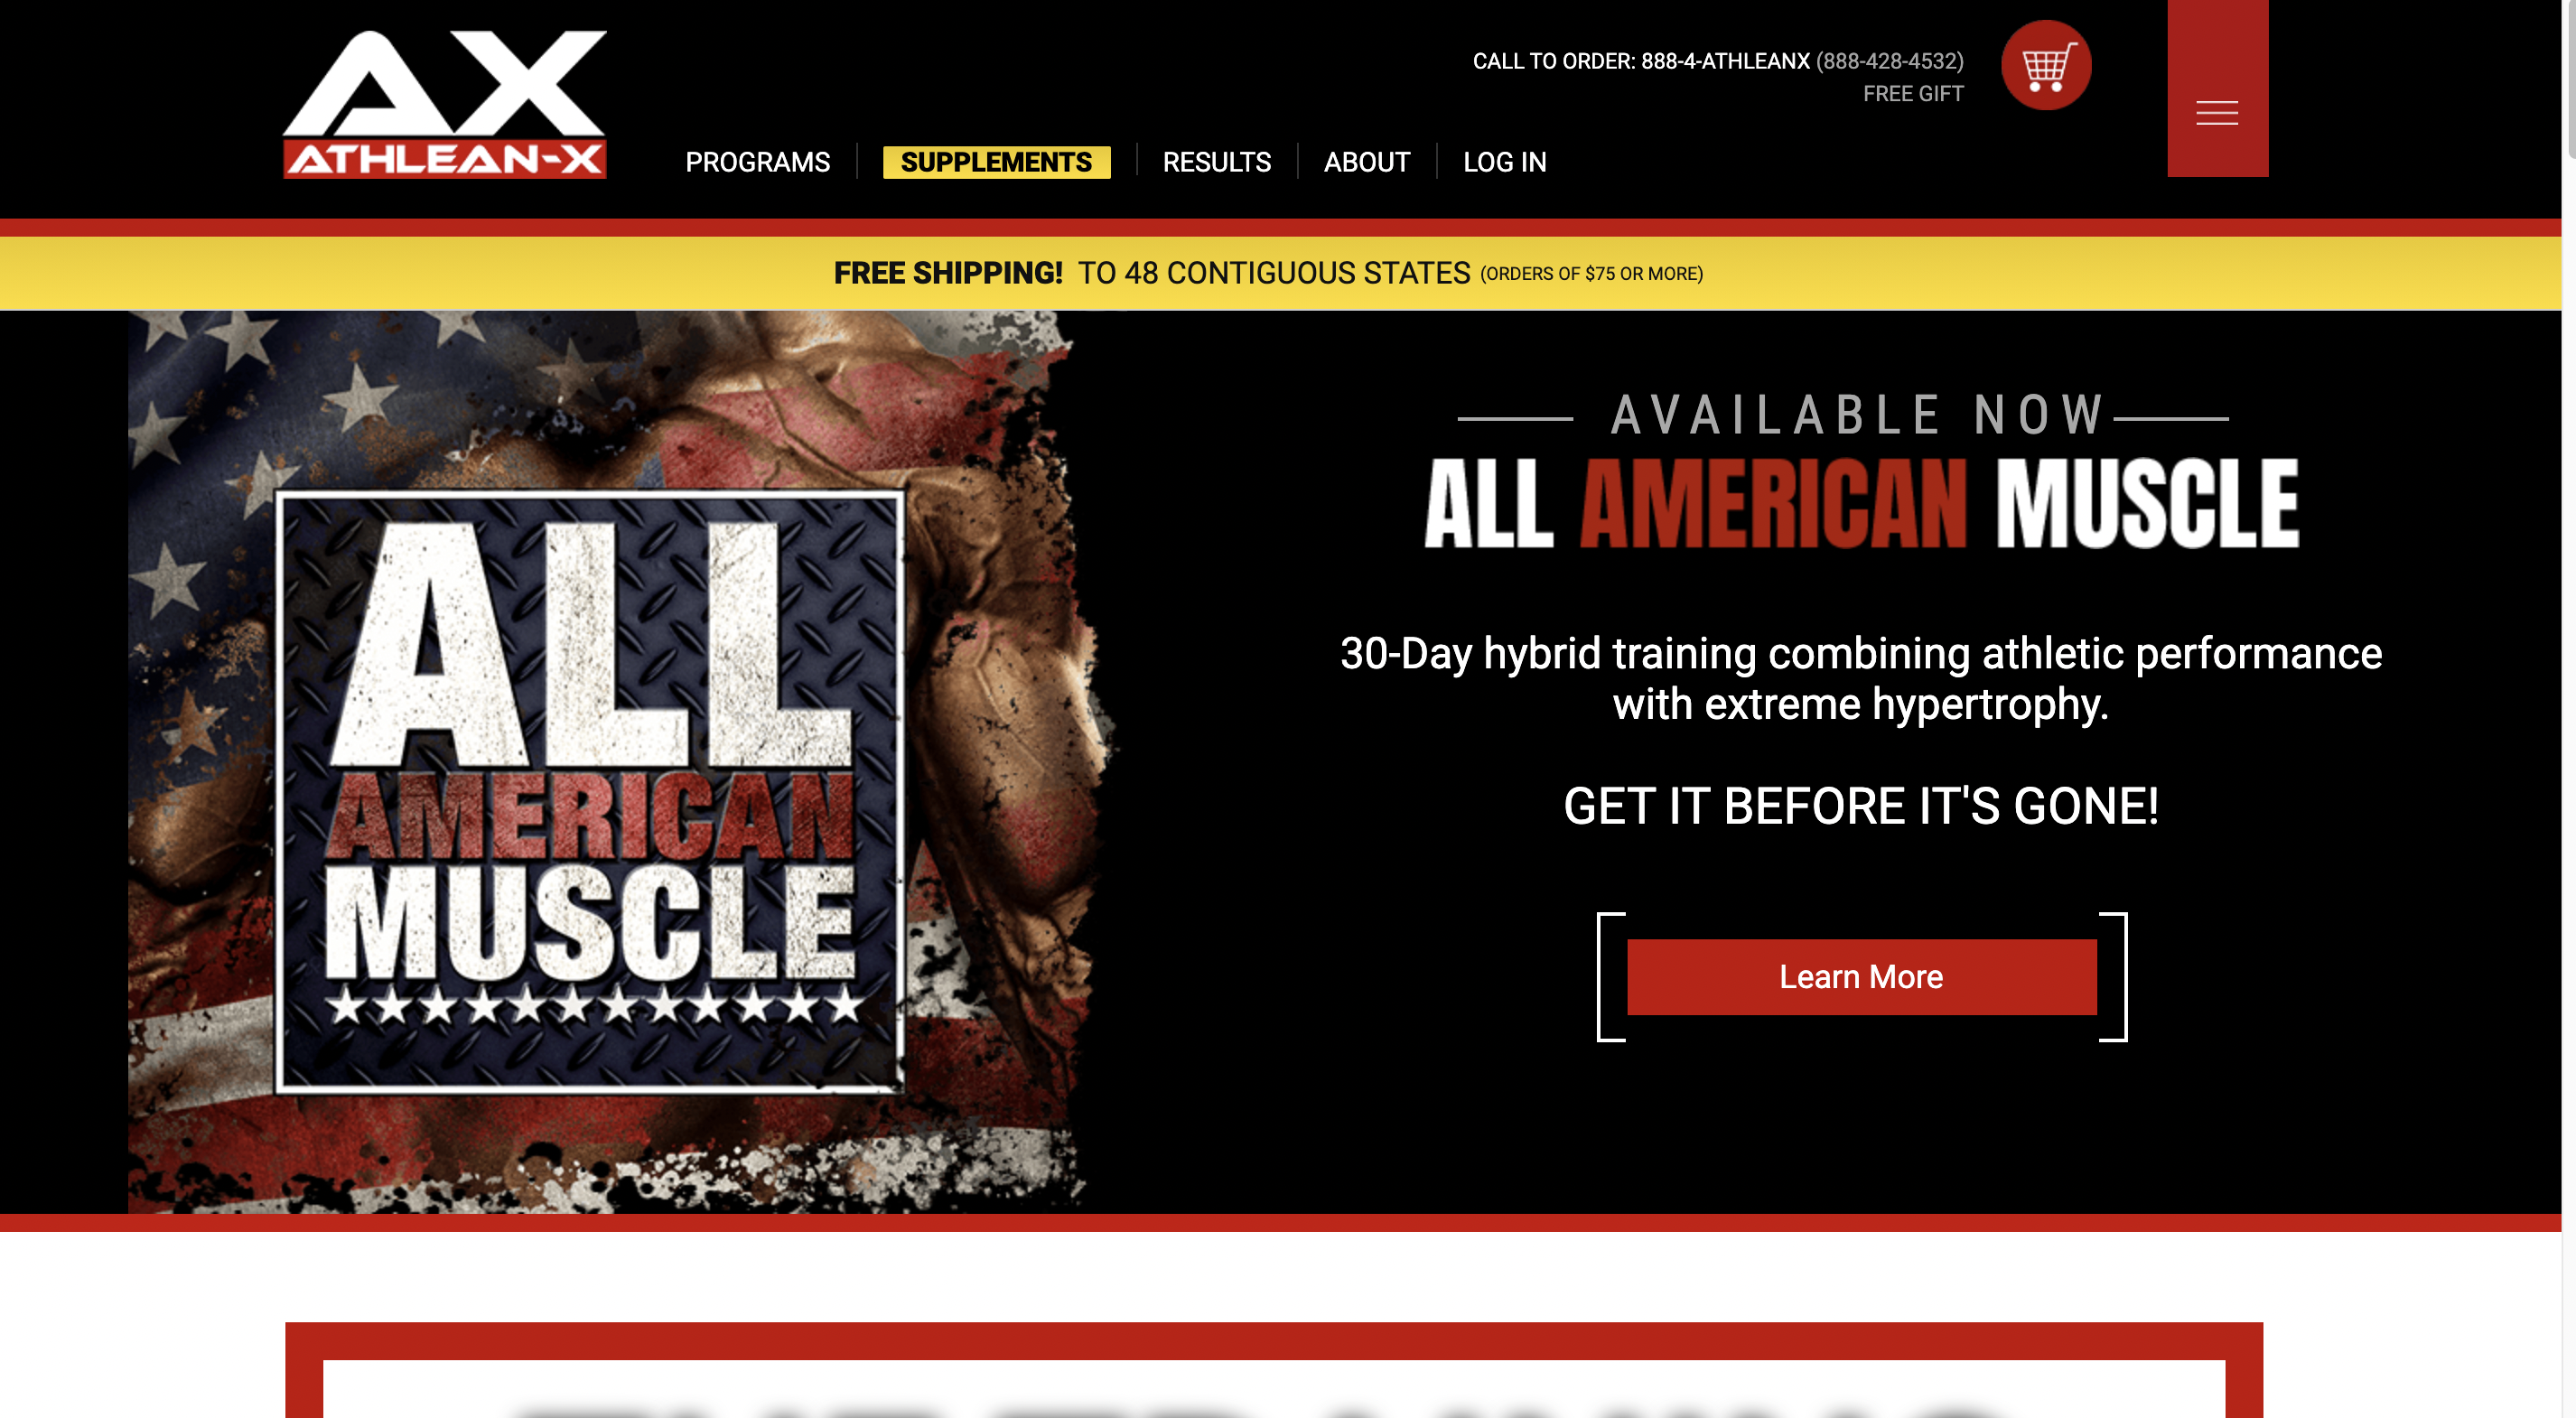 AX
ATHLEAN-X
CALL TO ORDER: 888-4-ATHLEANX (888-428-4532)
FREE GIFT
PROGRAMS
SUPPLEMENTS
RESULTS
ABOUT
LOG IN
FREE SHIPPING! TO 48 CONTIGUOUS STATES (ORDERS OF $75 OR MORE)
ALL
AMERICAN
MUSCLE
AVAILABLE NOW
ALL AMERICAN MUSCLE
30-Day hybrid training combining athletic performance
with extreme hypertrophy.
GET IT BEFORE IT'S GONE!
Learn More